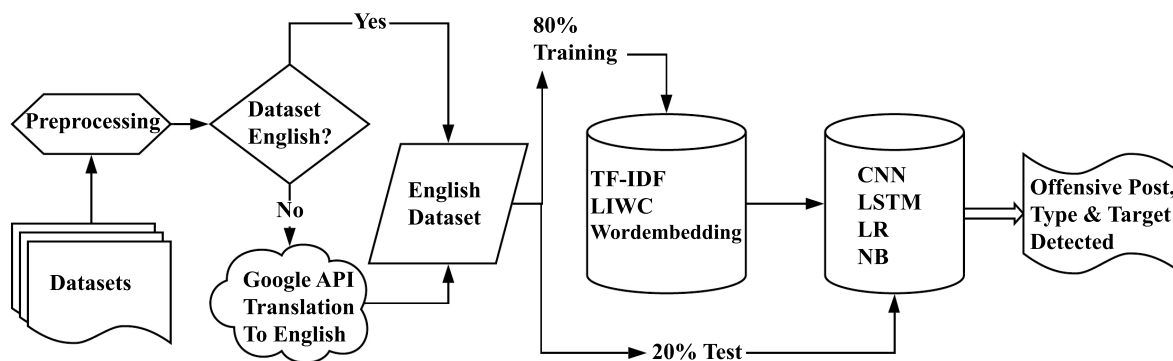 Datasets
Preprocessing
Dataset
English?
Yes
No
Google API
Translation
To English
English
Dataset
80%
Training
TF-IDF
LIWC
Wordembedding
20% Test
CNN
LSTM
LR
NB
Offensive Post,
Type & Target
Detected